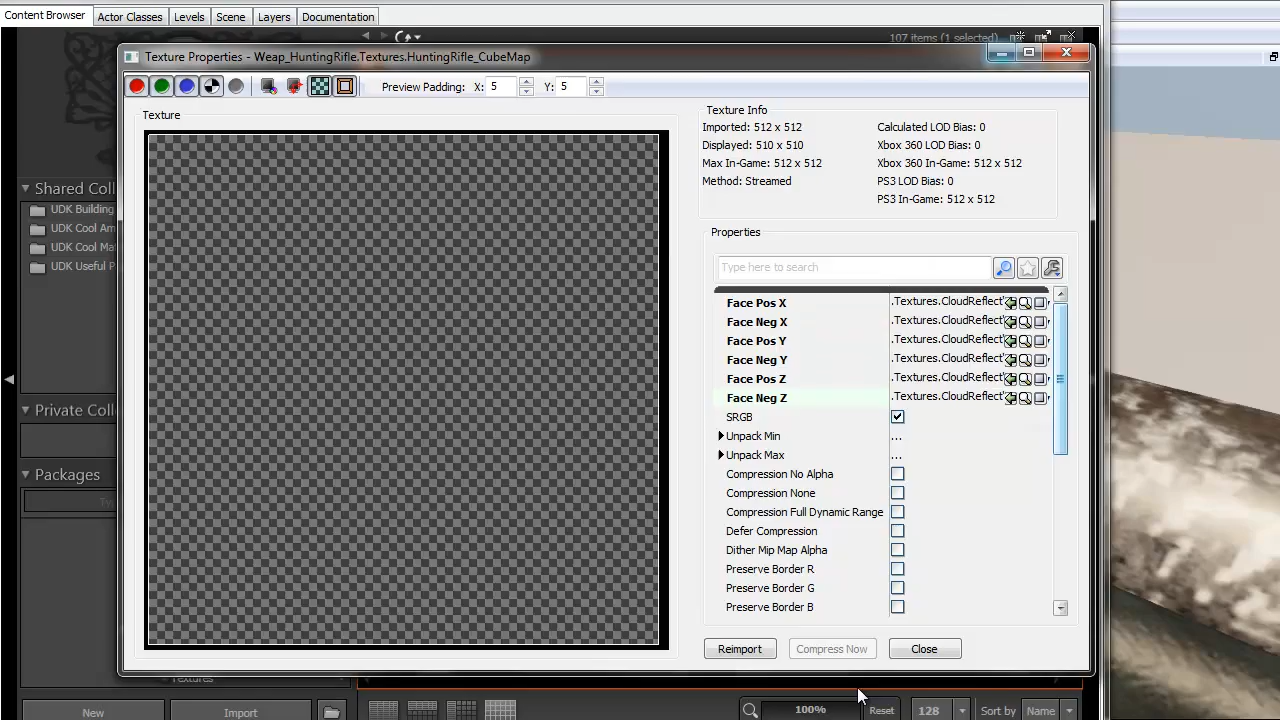 Content Browser
Actor Classes
Levels
Scene
Layers
Documentation
107 items (1 selected)
Texture Properties - Weap_HuntingRifle.Textures.HuntingRifle_CubeMap
Preview Padding: X: 5 Y: 5
Texture
Texture Info
Imported: 512 x 512
Calculated LOD Bias: 0
Displayed: 510 x 510
Xbox 360 LOD Bias: 0
Max In-Game: 512 x 512
Xbox 360 In-Game: 512 x 512
Method: Streamed
PS3 LOD Bias: 0
PS3 In-Game: 512 x 512
Shared Coll
UDK Building
UDK Cool Am
UDK Cool Ma
UDK Useful P
Private Coll
Packages
Textures
New
Import
Properties
Type here to search
Face Pos X .Textures.CloudReflect'
Face Neg X .Textures.CloudReflect'
Face Pos Y .Textures.CloudReflect'
Face Neg Y .Textures.CloudReflect'
Face Pos Z .Textures.CloudReflect'
Face Neg Z .Textures.CloudReflect'
SRGB
Unpack Min ...
Unpack Max ...
Compression No Alpha
Compression None
Compression Full Dynamic Range
Defer Compression
Dither Mip Map Alpha
Preserve Border R
Preserve Border G
Preserve Border B
Reimport
Compress Now
Close
100%
Reset
128
Sort by
Name